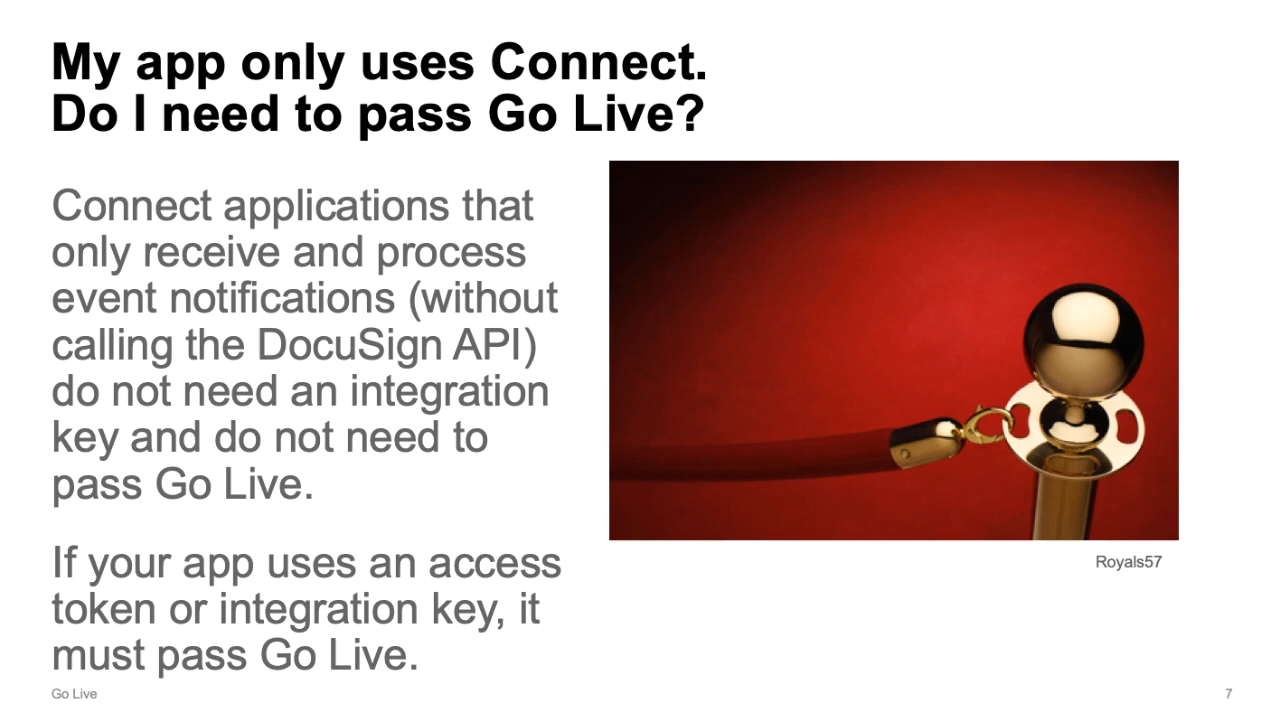 My app only uses Connect.
Do I need to pass Go Live?
Connect applications that
only receive and process
event notifications (without
calling the DocuSign API)
do not need an integration
key and do not need to
pass Go Live.
If your app uses an access
token or integration key, it
must pass Go Live.
Royals57
Go Live
7